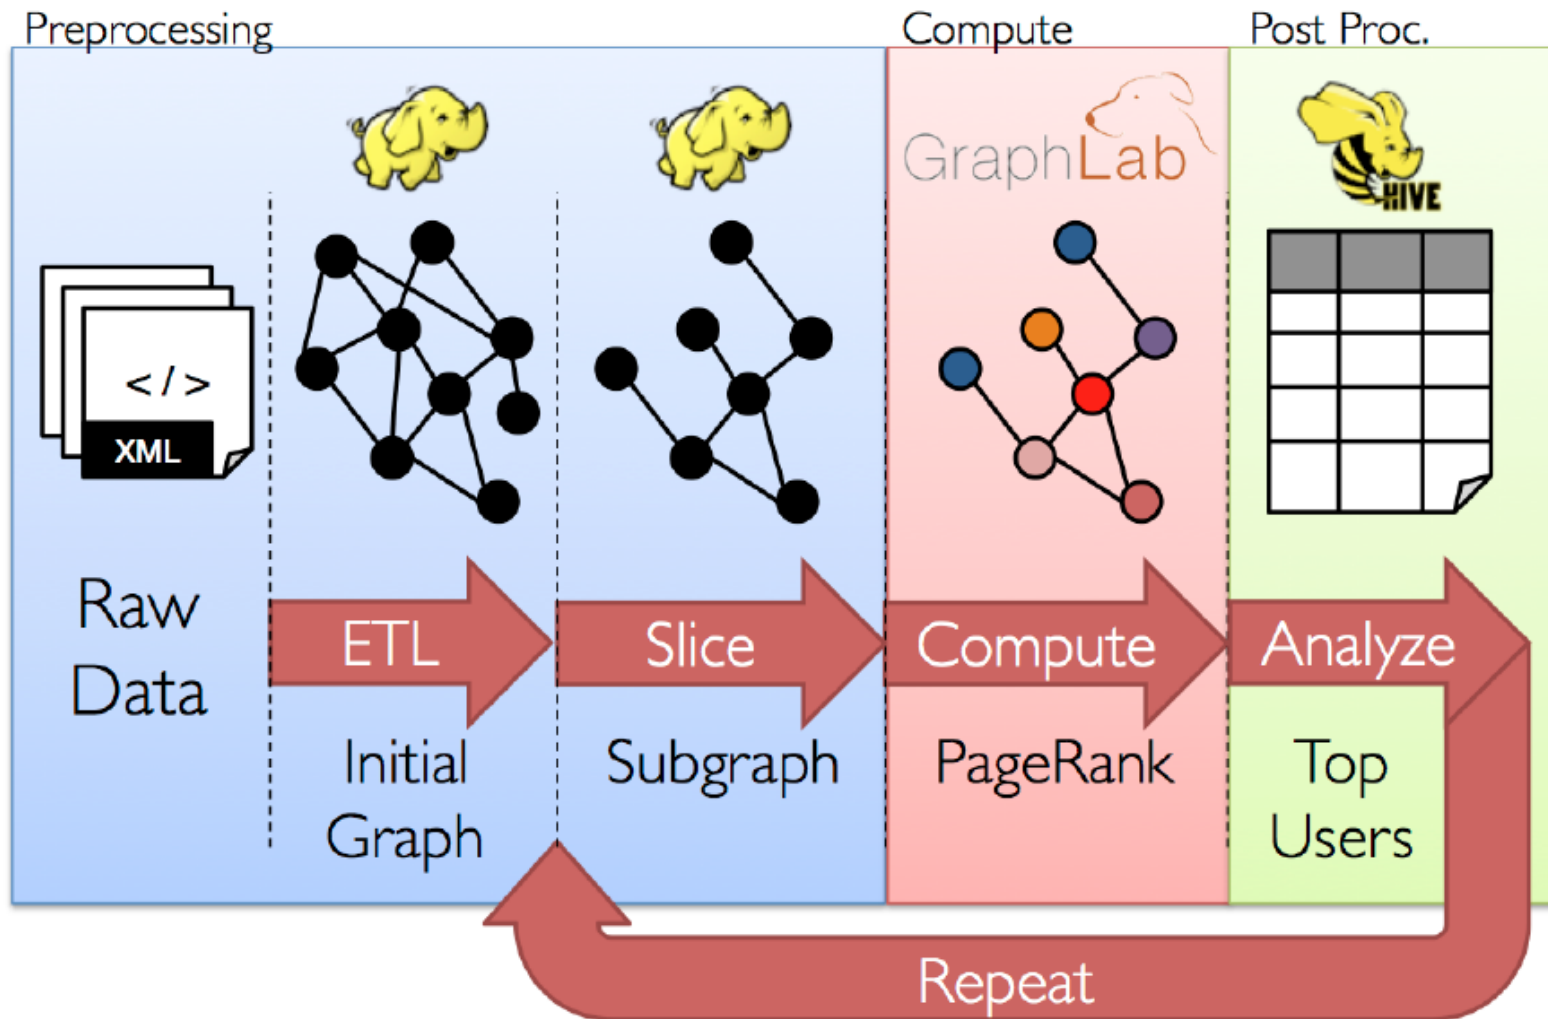 Preprocessing
Compute
Post Proc.
GraphLab
HIVE
< / >
XML
Raw
Data
ETL
Slice
Compute
Analyze
Initial
Graph
Subgraph
PageRank
Top
Users
Repeat